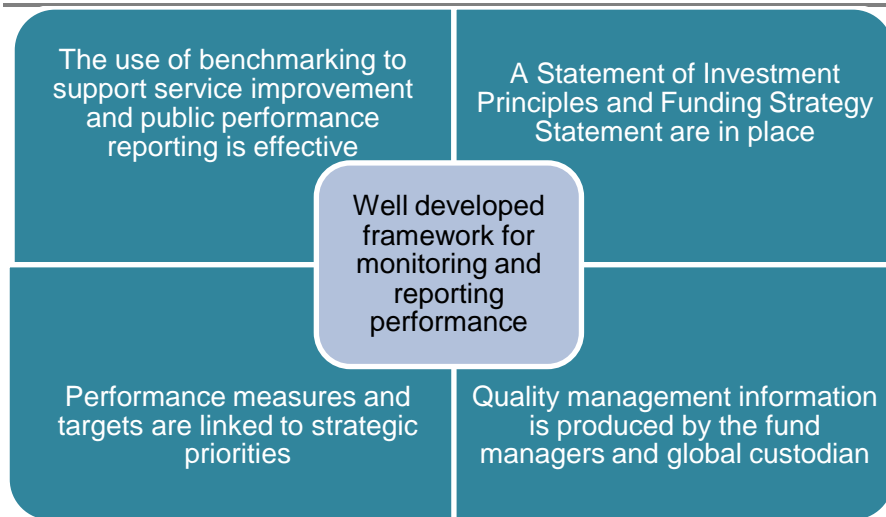 The use of benchmarking to
support service improvement
and public performance
reporting is effective
A Statement of Investment
Principles and Funding Strategy
Statement are in place
Well developed
framework for
monitoring and
reporting
performance
Performance measures and
targets are linked to strategic
priorities
Quality management information
is produced by the fund
managers and global custodian